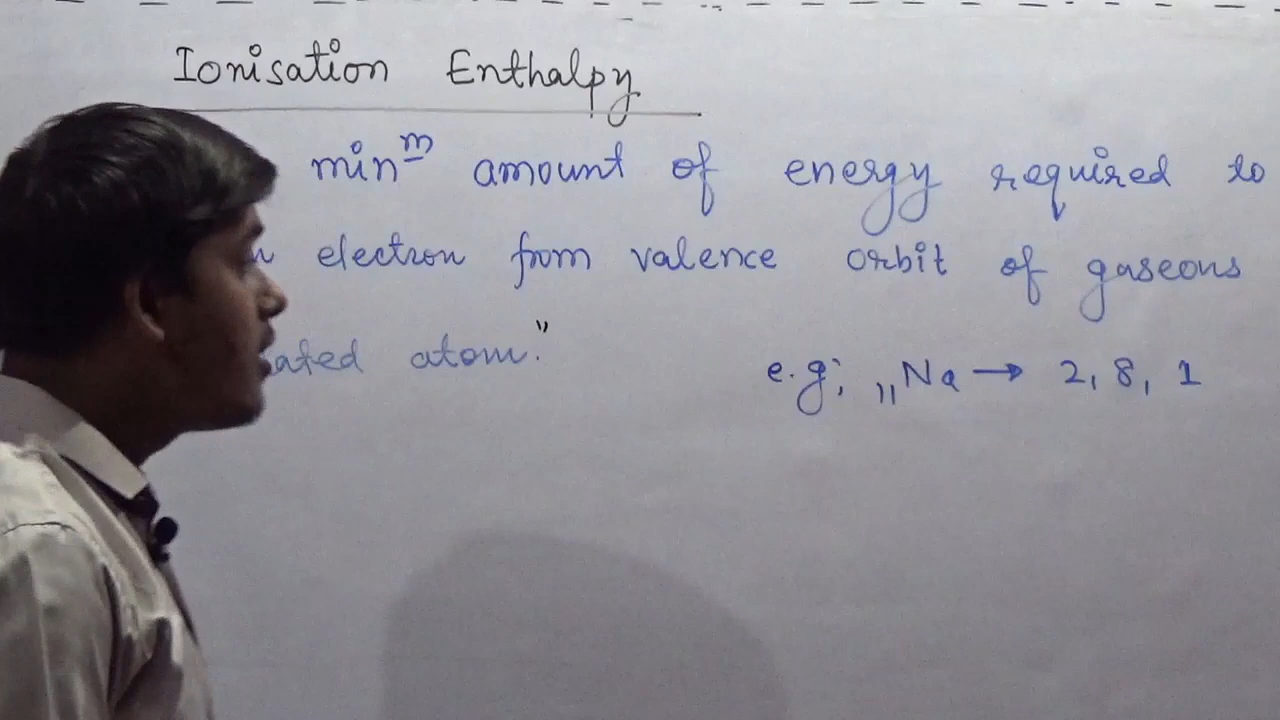 Ionisation Enthalpy
minᵐ amount of energy required to
electron from valence orbit of gaseous
ated atom."
e.g; ₁₁Na → 2, 8, 1